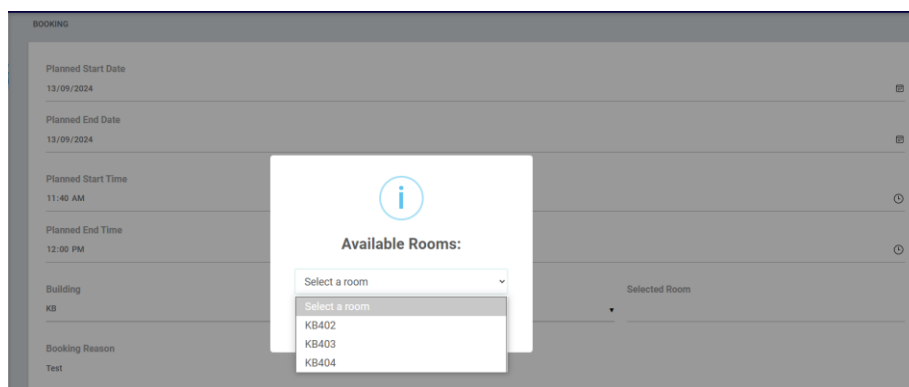 BOOKING
Planned Start Date
13/09/2024
Planned End Date
13/09/2024
Planned Start Time
11:40 AM
Planned End Time
12:00 PM
Building
KB
Selected Room
Booking Reason
Test
i
Available Rooms:
Select a room
Select a room
KB402
KB403
KB404